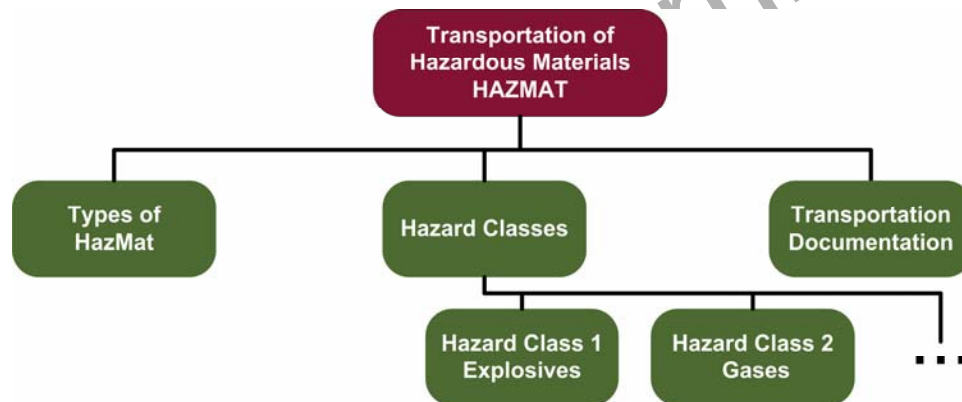 Transportation of
Hazardous Materials
HAZMAT
Types of
HazMat
Hazard Classes
Transportation
Documentation
Hazard Class 1
Explosives
Hazard Class 2
Gases
...